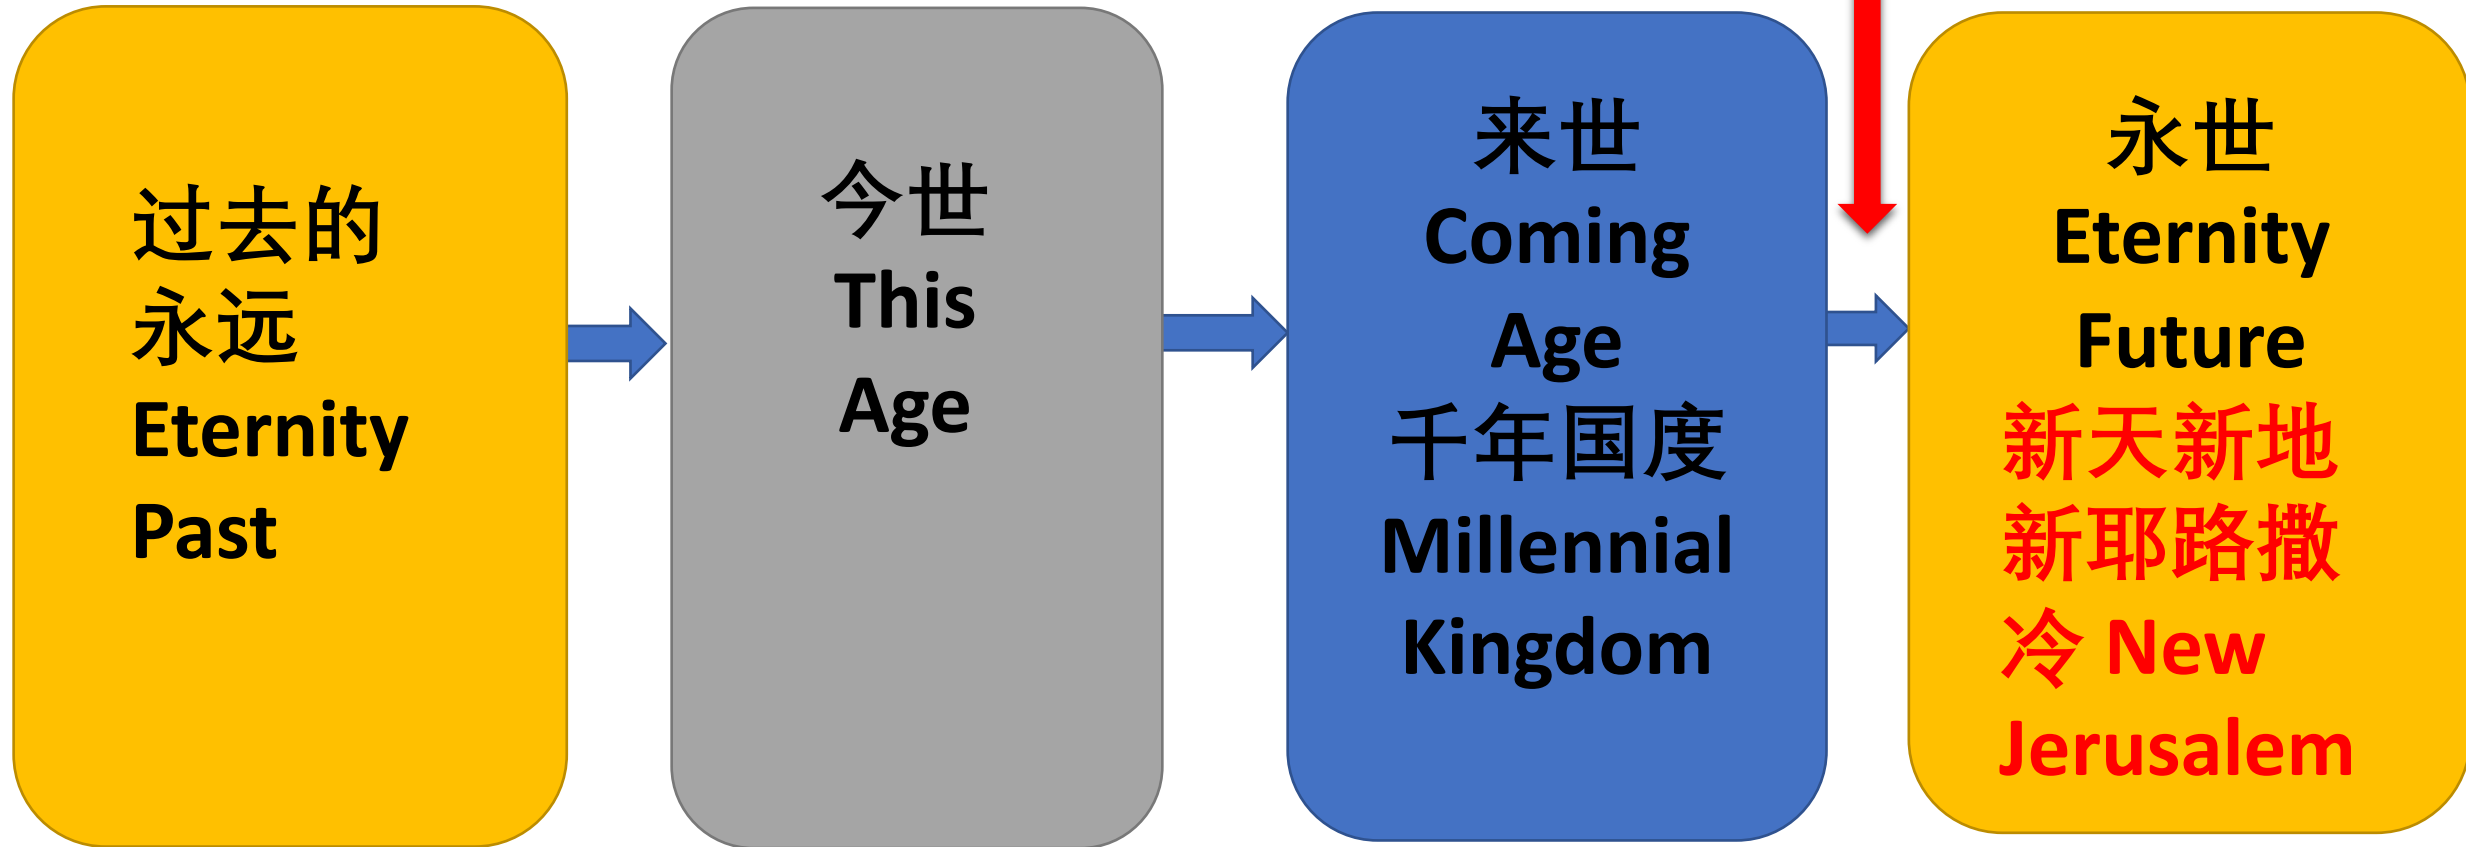 过去的
永远
Eternity
Past
今世
This
Age
来世
Coming
Age
千年国度
Millennial
Kingdom
永世
Eternity
Future
新天新地
新耶路撒
冷 New
Jerusalem